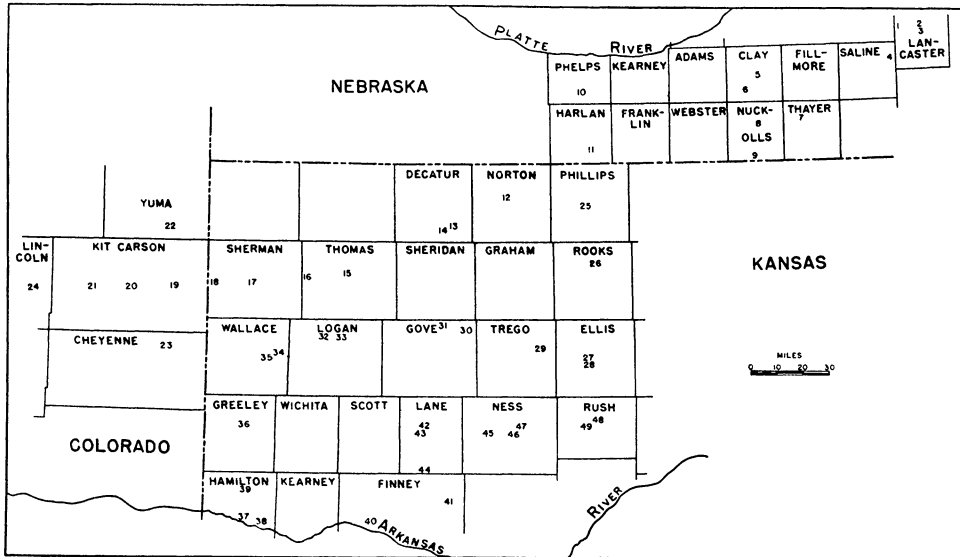 PLATTE RIVER
1 2
3
LAN-
CASTER
PHELPS KEARNEY ADAMS CLAY FILL-
MORE SALINE 4
5
6
10
NEBRASKA
HARLAN FRANK-
LIN WEBSTER NUCK-
8
OLLS
9
THAYER
7
11
DECATUR NORTON PHILLIPS
12
14 13
25
YUMA
22
LIN-
COLN
24
KIT CARSON
21 20 19
SHERMAN
18 17
THOMAS
16 15
SHERIDAN GRAHAM ROOKS
26
KANSAS
CHEYENNE 23
WALLACE
35 34
LOGAN
32 33
GOVE 31 30
TREGO
29
ELLIS
27
28
MILES
0 10 20 30
GREELEY
36
WICHITA SCOTT LANE
42
43
44
NESS
45 46 47
RUSH
49 48
COLORADO
HAMILTON
39
37 38
KEARNEY FINNEY
41
40 ARKANSAS
RIVER